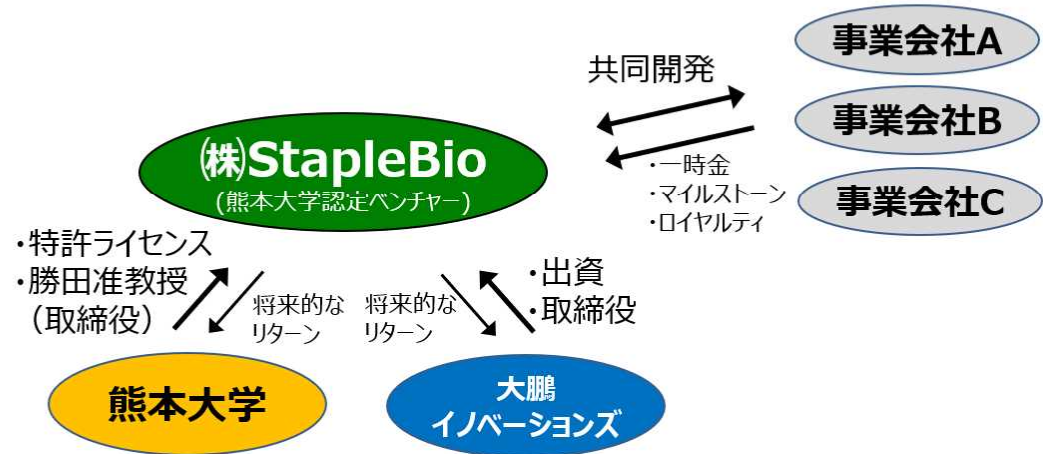 事業会社A
共同開発
事業会社B
㈱StapleBio
(熊本大学認定ベンチャー)
・一時金
・マイルストーン
・ロイヤルティ
事業会社C
・特許ライセンス
・勝田准教授
（取締役）
将来的な
リターン
将来的な
リターン
・出資
・取締役
熊本大学
大鵬
イノベーションズ